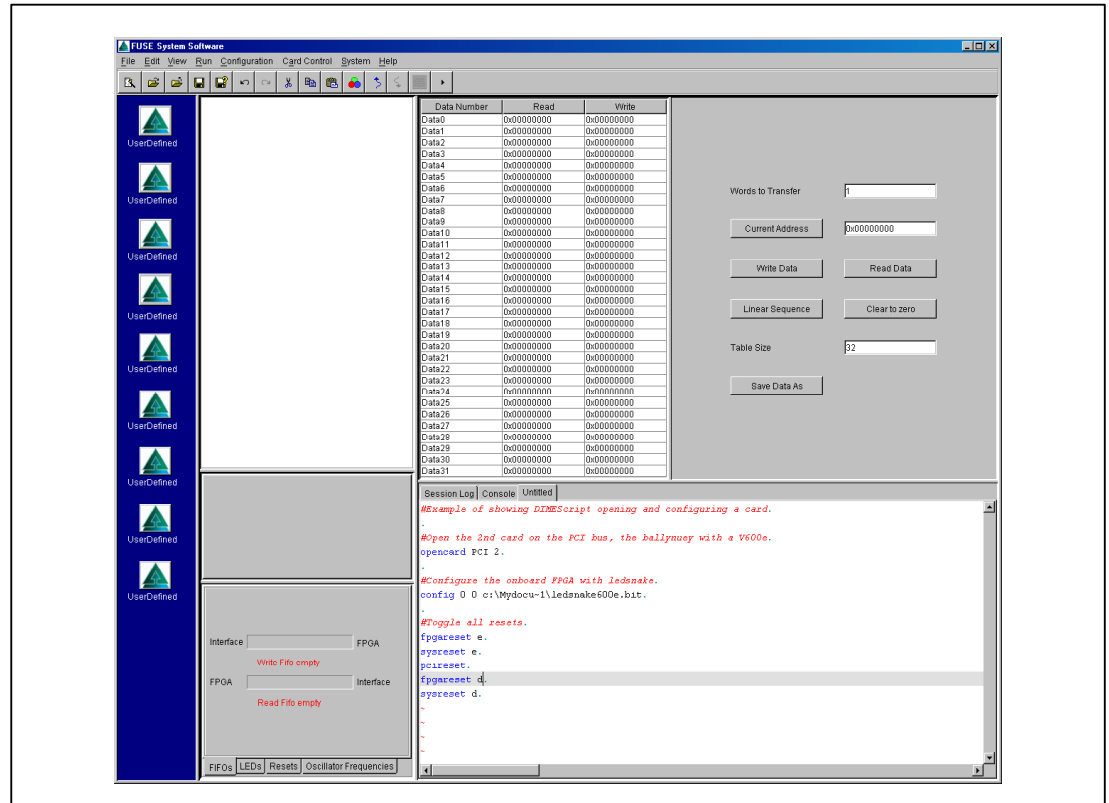 FUSE System Software
File Edit View Run Configuration Card Control System Help
UserDefined
UserDefined
UserDefined
UserDefined
UserDefined
UserDefined
UserDefined
UserDefined
UserDefined
Data Number Read Write
Data0 0x00000000 0x00000000
Data1 0x00000000 0x00000000
Data2 0x00000000 0x00000000
Data3 0x00000000 0x00000000
Data4 0x00000000 0x00000000
Data5 0x00000000 0x00000000
Data6 0x00000000 0x00000000
Data7 0x00000000 0x00000000
Data8 0x00000000 0x00000000
Data9 0x00000000 0x00000000
Data10 0x00000000 0x00000000
Data11 0x00000000 0x00000000
Data12 0x00000000 0x00000000
Data13 0x00000000 0x00000000
Data14 0x00000000 0x00000000
Data15 0x00000000 0x00000000
Data16 0x00000000 0x00000000
Data17 0x00000000 0x00000000
Data18 0x00000000 0x00000000
Data19 0x00000000 0x00000000
Data20 0x00000000 0x00000000
Data21 0x00000000 0x00000000
Data22 0x00000000 0x00000000
Data23 0x00000000 0x00000000
Data24 0x00000000 0x00000000
Data25 0x00000000 0x00000000
Data26 0x00000000 0x00000000
Data27 0x00000000 0x00000000
Data28 0x00000000 0x00000000
Data29 0x00000000 0x00000000
Data30 0x00000000 0x00000000
Data31 0x00000000 0x00000000
Words to Transfer 1
Current Address 0x00000000
Write Data Read Data
Linear Sequence Clear to zero
Table Size 32
Save Data As
Session Log Console Untitled
#Example of showing DIMEScript opening and configuring a card.
.
#Open the 2nd card on the PCI bus, the ballynuey with a V600e.
opencard PCI 2.
.
#Configure the onboard FPGA with ledsnake.
config 0 0 c:\Mydocu~1\ledsnake600e.bit.
.
#Toggle all resets.
fpgareset e.
sysreset e.
pcireset.
fpgareset d.
sysreset d.
~
~
~
~
Interface FPGA
Write Fifo empty
FPGA Interface
Read Fifo empty
FIFOs LEDs Resets Oscillator Frequencies